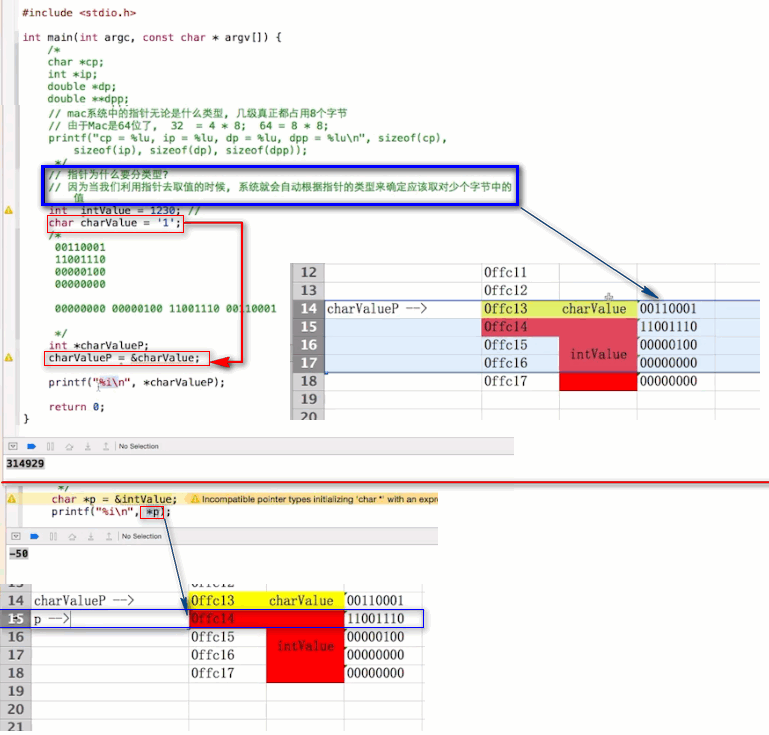 #include <stdio.h>
int main(int argc, const char * argv[]) {
/*
char *cp;
int *ip;
double *dp;
double **dpp;
// mac系统中的指针无论是什么类型, 几级真正都占用8个字节
// 由于Mac是64位了, 32 = 4 * 8; 64 = 8 * 8;
printf("cp = %lu, ip = %lu, dp = %lu, dpp = %lu\n", sizeof(cp),
sizeof(ip), sizeof(dp), sizeof(dpp));
*/
// 指针为什么要分类型?
// 因为当我们利用指针去取值的时候, 系统就会自动根据指针的类型来确定应该取对少个字节中的
值
int intValue = 1230; //
char charValue = '1';
/*
00110001
11001110
00000100
00000000
00000000 00000100 11001110 00110001
*/
int *charValueP;
charValueP = &charValue;
printf("%i\n", *charValueP);
return 0;
}
No Selection
314929
12 0ffc11
13 0ffc12
14 charValueP --> 0ffc13 charValue 00110001
15 0ffc14 11001110
16 0ffc15 00000100
intValue
17 0ffc16 00000000
18 0ffc17 00000000
19
20
*/
char *p = &intValue; Incompatible pointer types initializing 'char *' with an expre
printf("%i\n", *p);
No Selection
-50
13 0ffc12
14 charValueP --> 0ffc13 charValue 00110001
15 p --> 0ffc14 11001110
16 0ffc15 00000100
intValue
17 0ffc16 00000000
18 0ffc17 00000000
19
20
21